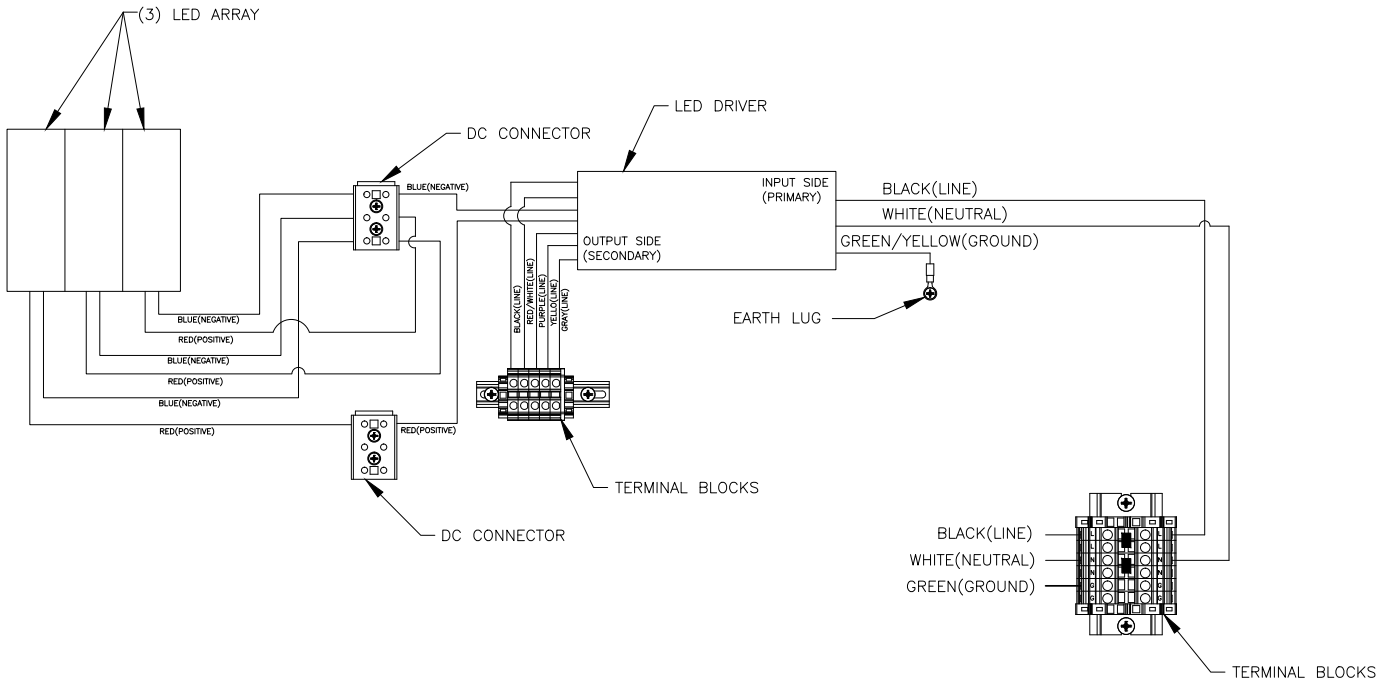 (3) LED ARRAY
LED DRIVER
DC CONNECTOR
BLUE(NEGATIVE)
INPUT SIDE
(PRIMARY)
BLACK(LINE)
WHITE(NEUTRAL)
GREEN/YELLOW(GROUND)
OUTPUT SIDE
(SECONDARY)
BLACK(LINE)
RED/WHITE(LINE)
PURPLE(LINE)
YELLO(LINE)
GRAY(LINE)
EARTH LUG
BLUE(NEGATIVE)
RED(POSITIVE)
BLUE(NEGATIVE)
RED(POSITIVE)
BLUE(NEGATIVE)
RED(POSITIVE)
RED(POSITIVE)
TERMINAL BLOCKS
DC CONNECTOR
BLACK(LINE)
WHITE(NEUTRAL)
GREEN(GROUND)
L L
L L
N N
N N
G G
G G
TERMINAL BLOCKS